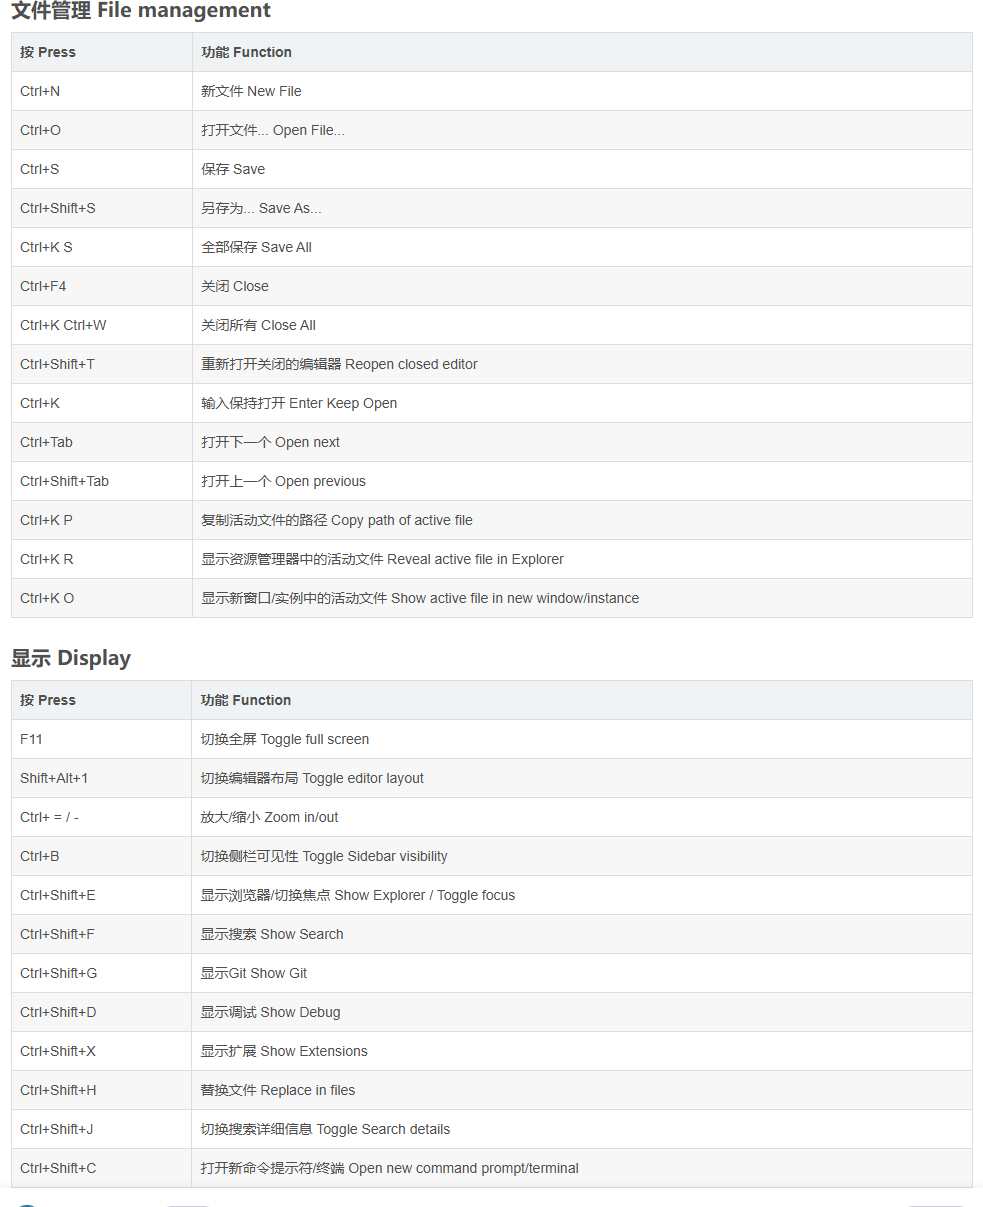 文件管理 File management
按 Press 功能 Function
Ctrl+N 新文件 New File
Ctrl+O 打开文件... Open File...
Ctrl+S 保存 Save
Ctrl+Shift+S 另存为... Save As...
Ctrl+K S 全部保存 Save All
Ctrl+F4 关闭 Close
Ctrl+K Ctrl+W 关闭所有 Close All
Ctrl+Shift+T 重新打开关闭的编辑器 Reopen closed editor
Ctrl+K 输入保持打开 Enter Keep Open
Ctrl+Tab 打开下一个 Open next
Ctrl+Shift+Tab 打开上一个 Open previous
Ctrl+K P 复制活动文件的路径 Copy path of active file
Ctrl+K R 显示资源管理器中的活动文件 Reveal active file in Explorer
Ctrl+K O 显示新窗口/实例中的活动文件 Show active file in new window/instance
显示 Display
按 Press 功能 Function
F11 切换全屏 Toggle full screen
Shift+Alt+1 切换编辑器布局 Toggle editor layout
Ctrl+ = / - 放大/缩小 Zoom in/out
Ctrl+B 切换侧栏可见性 Toggle Sidebar visibility
Ctrl+Shift+E 显示浏览器/切换焦点 Show Explorer / Toggle focus
Ctrl+Shift+F 显示搜索 Show Search
Ctrl+Shift+G 显示Git Show Git
Ctrl+Shift+D 显示调试 Show Debug
Ctrl+Shift+X 显示扩展 Show Extensions
Ctrl+Shift+H 替换文件 Replace in files
Ctrl+Shift+J 切换搜索详细信息 Toggle Search details
Ctrl+Shift+C 打开新命令提示符/终端 Open new command prompt/terminal